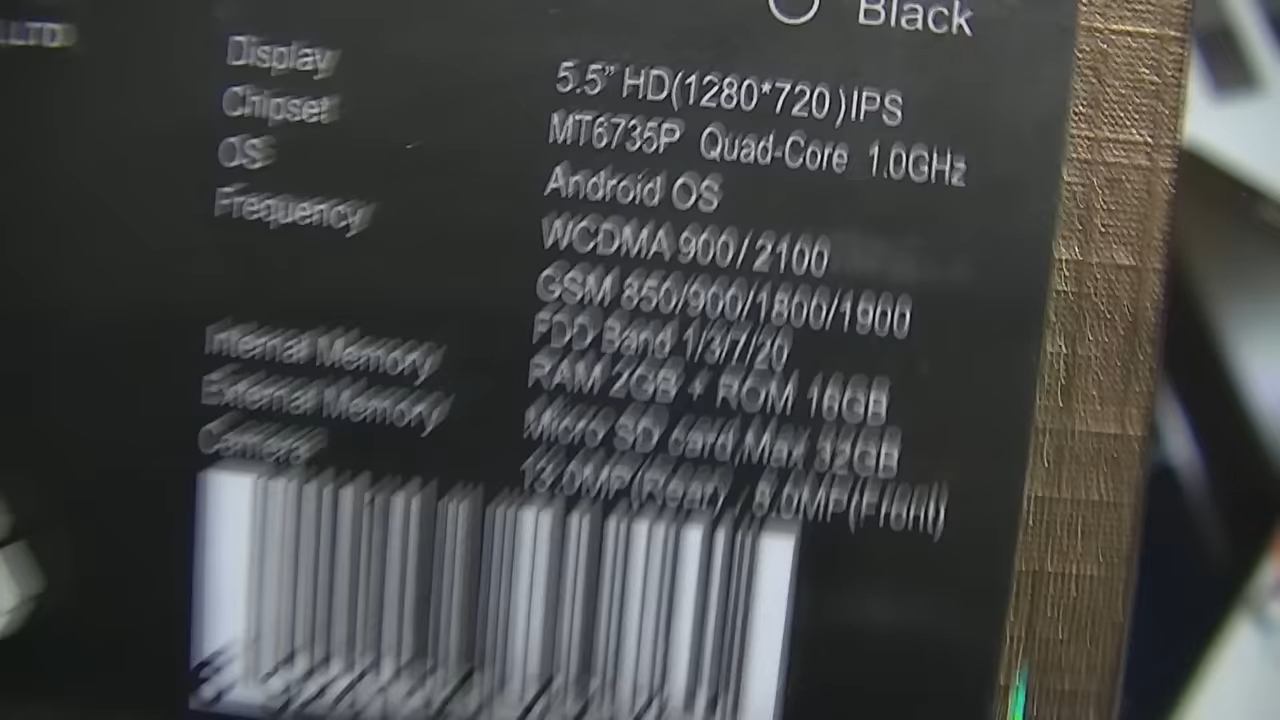 LTD
Black
Display 5.5” HD(1280*720)IPS
Chipset MT6735P Quad-Core 1.0GHz
OS Android OS
Frequency WCDMA 900/2100
GSM 850/900/1800/1900
FDD Band 1/3/7/20
Internal Memory RAM 2GB + ROM 16GB
External Memory Micro SD card Max 32GB
Camera 13.0MP(Rear) / 8.0MP(Front)